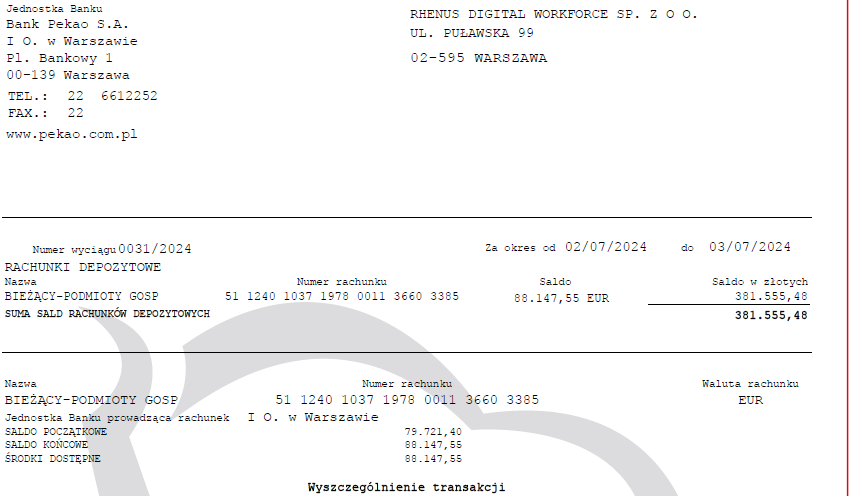 Jednostka Banku
Bank Pekao S.A.
I O. w Warszawie
Pl. Bankowy 1
00-139 Warszawa
TEL.: 22 6612252
FAX.: 22
www.pekao.com.pl
RHENUS DIGITAL WORKFORCE SP. Z O O.
UL. PUŁAWSKA 99
02-595 WARSZAWA
Numer wyciągu 0031/2024 Za okres od 02/07/2024 do 03/07/2024
RACHUNKI DEPOZYTOWE
Nazwa Numer rachunku Saldo Saldo w złotych
BIEŻĄCY-PODMIOTY GOSP 51 1240 1037 1978 0011 3660 3385 88.147,55 EUR 381.555,48
SUMA SALD RACHUNKÓW DEPOZYTOWYCH 381.555,48
Nazwa Numer rachunku Waluta rachunku
BIEŻĄCY-PODMIOTY GOSP 51 1240 1037 1978 0011 3660 3385 EUR
Jednostka Banku prowadząca rachunek I O. w Warszawie
SALDO POCZĄTKOWE 79.721,40
SALDO KOŃCOWE 88.147,55
ŚRODKI DOSTĘPNE 88.147,55
Wyszczególnienie transakcji